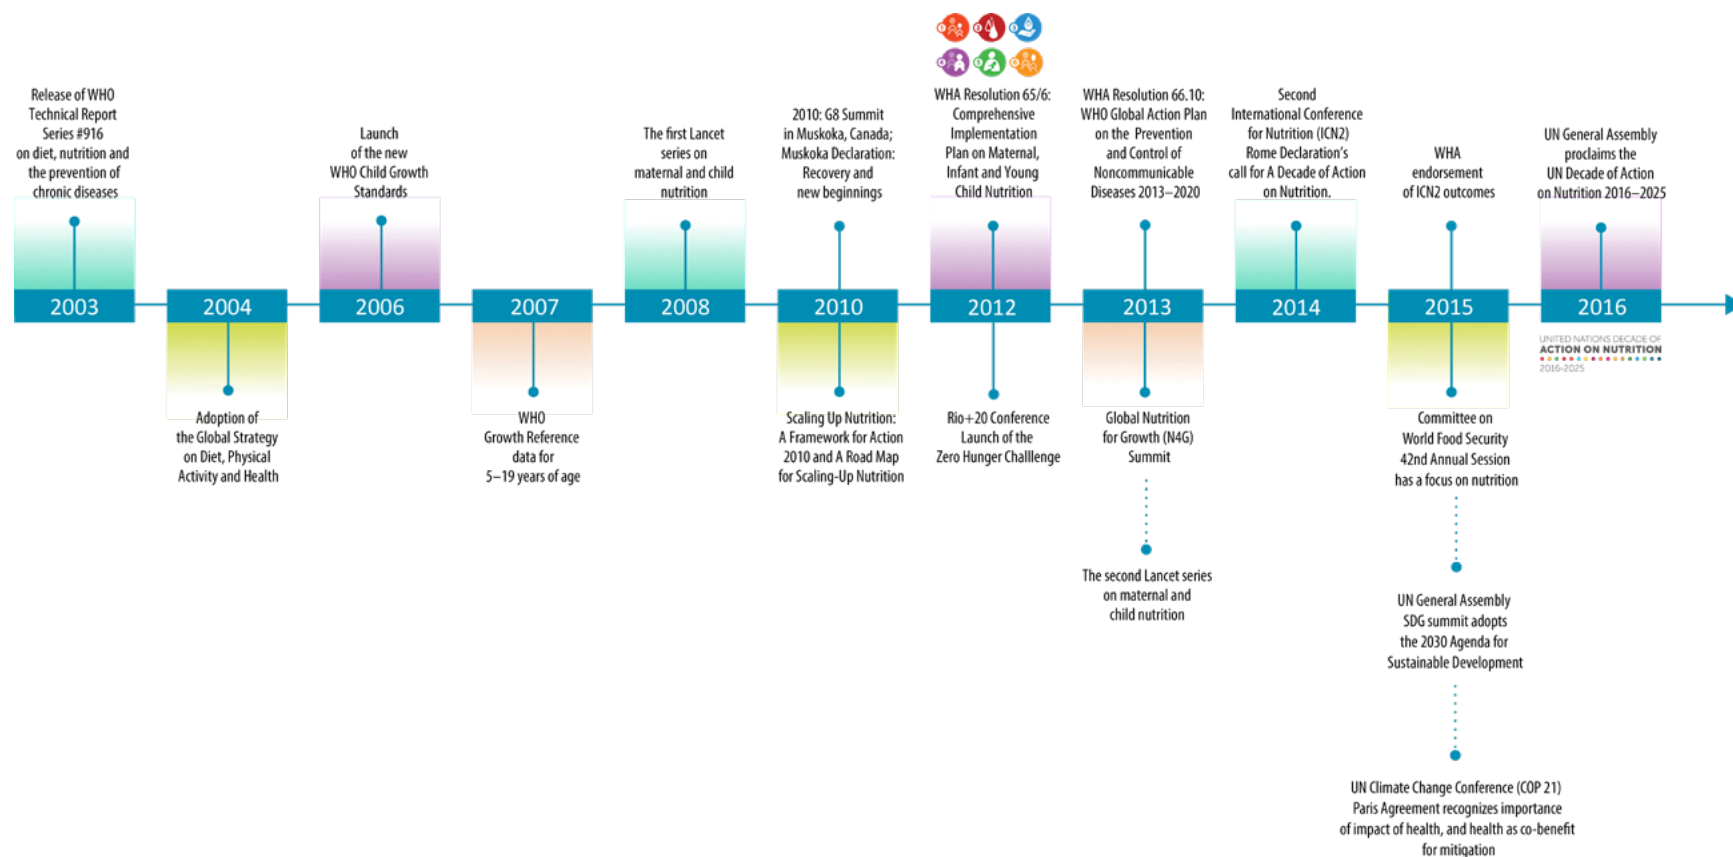 Release of WHO
Technical Report
Series #916
on diet, nutrition and
the prevention of
chronic diseases
2003
2004
Adoption of
the Global Strategy
on Diet, Physical
Activity and Health
Launch
of the new
WHO Child Growth
Standards
2006
2007
WHO
Growth Reference
data for
5–19 years of age
The first Lancet
series on
maternal and child
nutrition
2008
2010: G8 Summit
in Muskoka, Canada;
Muskoka Declaration:
Recovery and
new beginnings
2010
Scaling Up Nutrition:
A Framework for Action
2010 and A Road Map
for Scaling-Up Nutrition
1
2
3
4
5
6
WHA Resolution 65/6:
Comprehensive
Implementation
Plan on Maternal,
Infant and Young
Child Nutrition
2012
Rio+20 Conference
Launch of the
Zero Hunger Challlenge
WHA Resolution 66.10:
WHO Global Action Plan
on the Prevention
and Control of
Noncommunicable
Diseases 2013–2020
2013
Global Nutrition
for Growth (N4G)
Summit
The second Lancet series
on maternal and
child nutrition
Second
International Conference
for Nutrition (ICN2)
Rome Declaration's
call for A Decade of Action
on Nutrition.
2014
WHA
endorsement
of ICN2 outcomes
2015
Committee on
World Food Security
42nd Annual Session
has a focus on nutrition
UN General Assembly
SDG summit adopts
the 2030 Agenda for
Sustainable Development
UN Climate Change Conference (COP 21)
Paris Agreement recognizes importance
of impact of health, and health as co-benefit
for mitigation
UN General Assembly
proclaims the
UN Decade of Action
on Nutrition 2016–2025
2016
UNITED NATIONS DECADE OF
ACTION ON NUTRITION
2016-2025